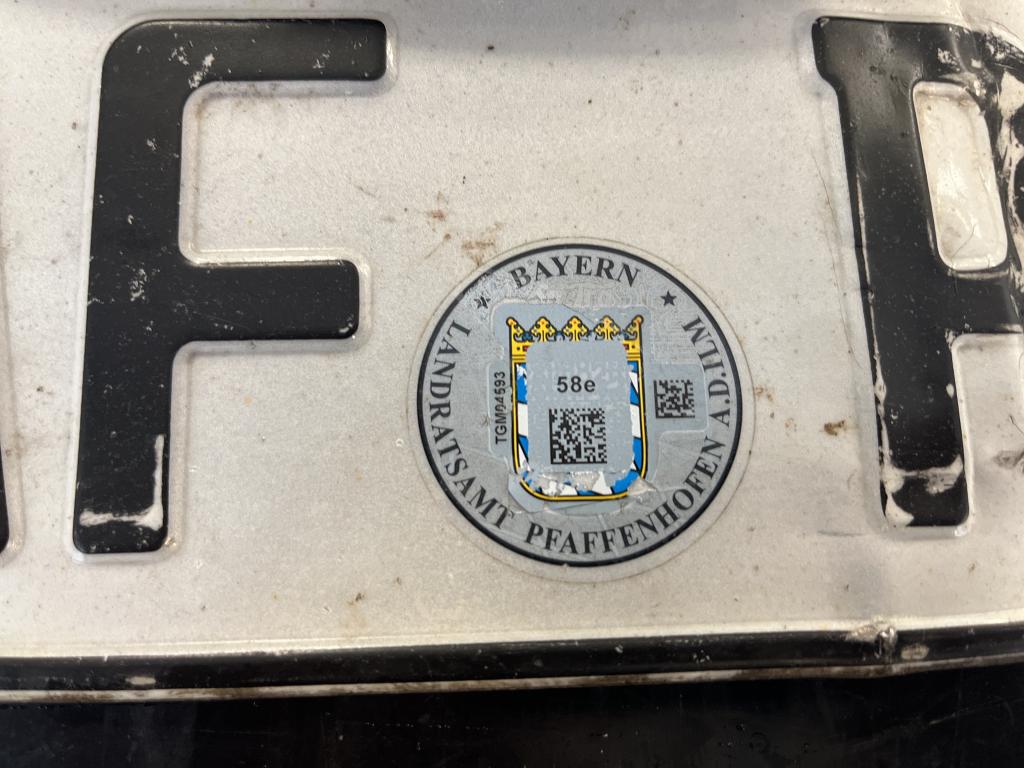 F
BAYERN
LANDRATSAMT PFAFFENHOFEN A.D.ILM
TGM04593
58e